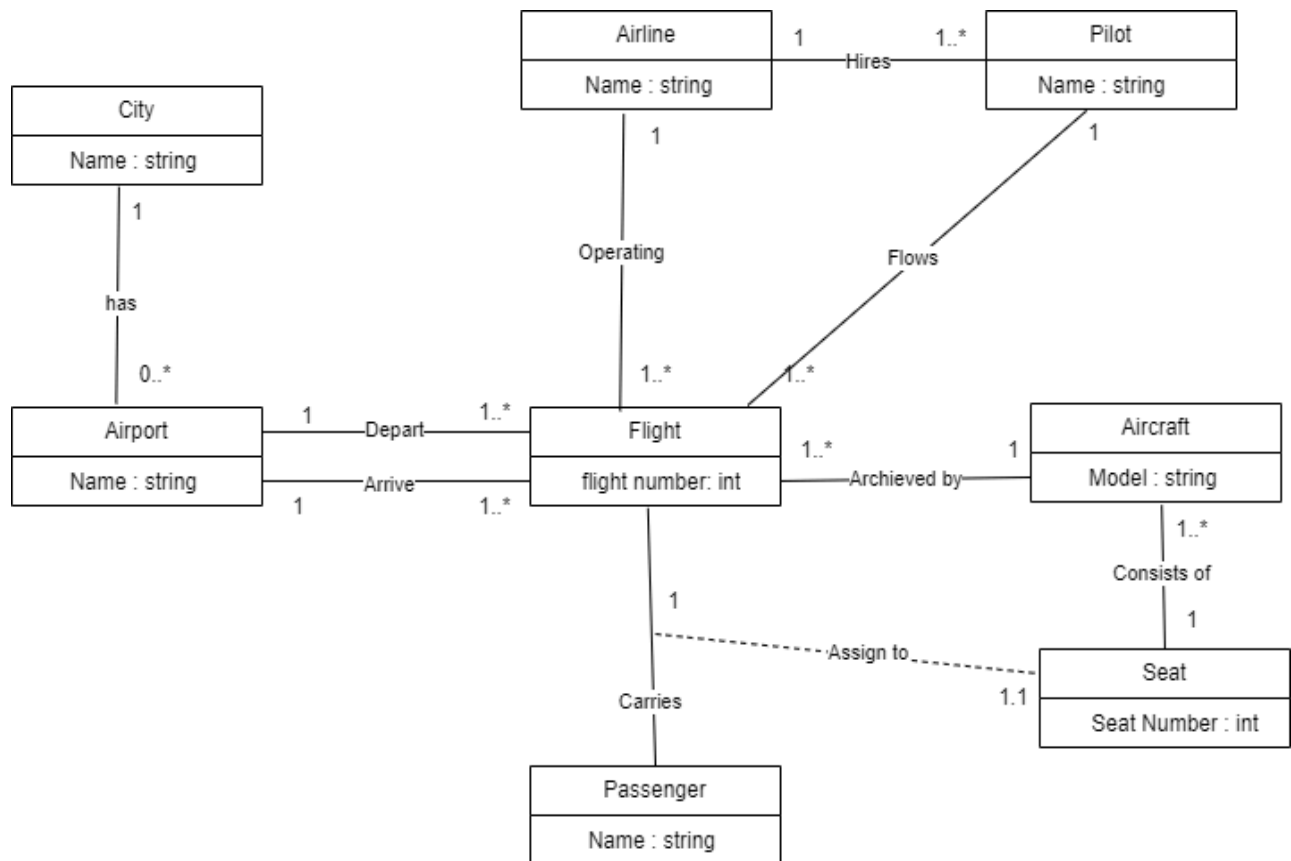 Airline
1
1..*
Pilot
Hires
Name : string
Name : string
City
1
1
Name : string
1
Operating
Flows
has
0..*
1..*
1..*
Airport
1
Depart
1..*
Flight
Aircraft
1..*
1
Name : string
Arrive
flight number: int
Archieved by
Model : string
1
1..*
1..*
Consists of
1
1
Assign to
Seat
Carries
1.1
Seat Number : int
Passenger
Name : string